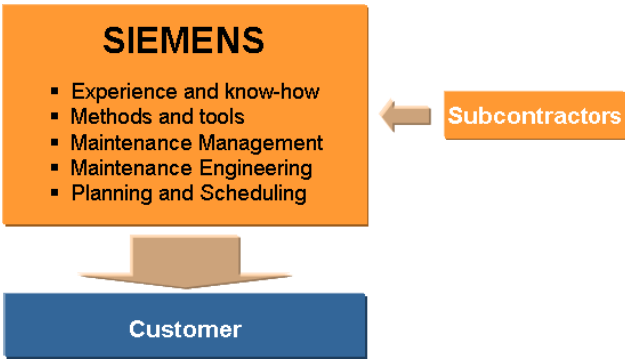 SIEMENS
▪ Experience and know-how
▪ Methods and tools
▪ Maintenance Management
▪ Maintenance Engineering
▪ Planning and Scheduling
Subcontractors
Customer